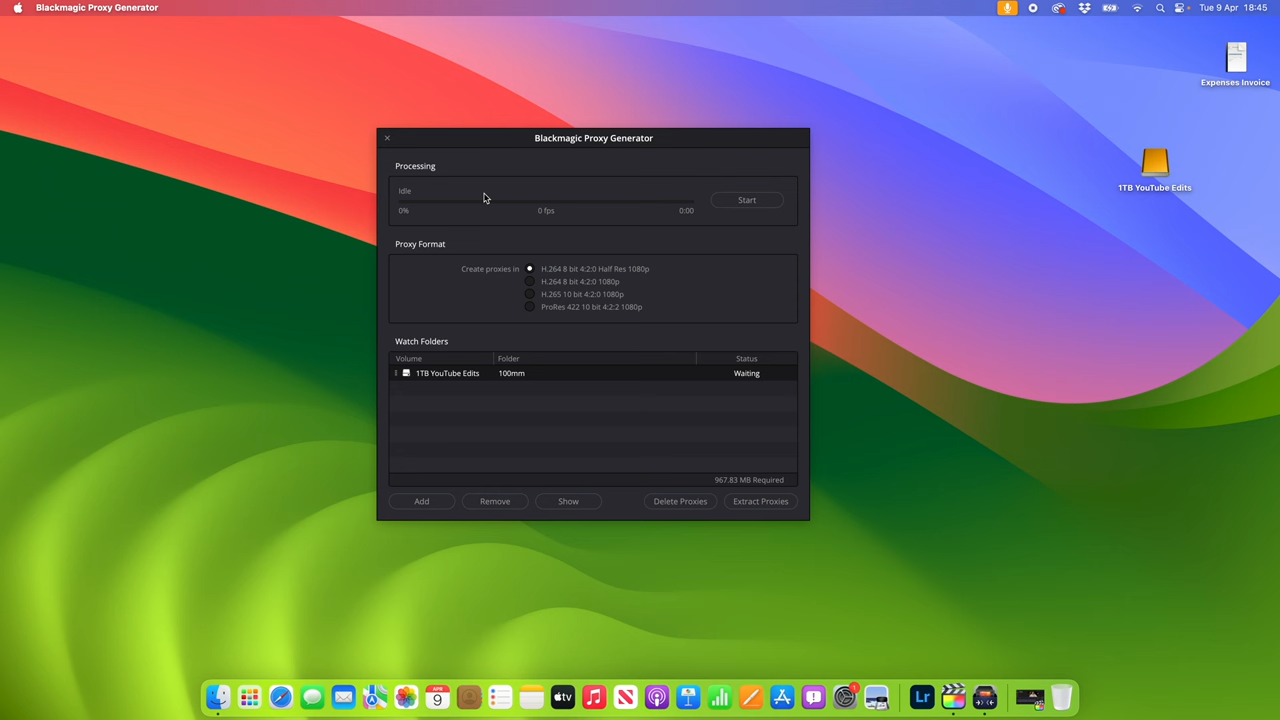 Blackmagic Proxy Generator
Tue 9 Apr 18:45
Expenses Invoice
1TB YouTube Edits
Blackmagic Proxy Generator
Processing
Idle
Start
0% 0 fps 0:00
Proxy Format
Create proxies in H.264 8 bit 4:2:0 Half Res 1080p
H.264 8 bit 4:2:0 1080p
H.265 10 bit 4:2:0 1080p
ProRes 422 10 bit 4:2:2 1080p
Watch Folders
Volume Folder Status
1TB YouTube Edits 100mm Waiting
967.83 MB Required
Add Remove Show Delete Proxies Extract Proxies
APR
9
tv
1
Lr